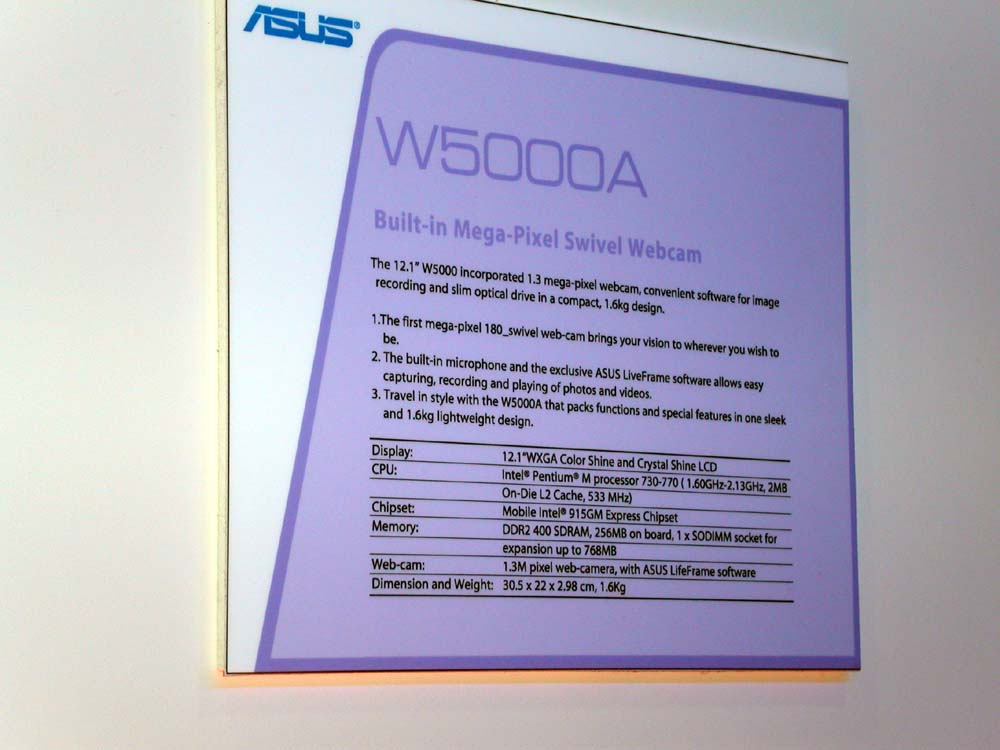 ASUS®
W5000A
Built-in Mega-Pixel Swivel Webcam
The 12.1" W5000 incorporated 1.3 mega-pixel webcam, convenient software for image
recording and slim optical drive in a compact, 1.6kg design.
1.The first mega-pixel 180_swivel web-cam brings your vision to wherever you wish to
be.
2. The built-in microphone and the exclusive ASUS LiveFrame software allows easy
capturing, recording and playing of photos and videos.
3. Travel in style with the W5000A that packs functions and special features in one sleek
and 1.6kg lightweight design.
Display: 12.1"WXGA Color Shine and Crystal Shine LCD
CPU: Intel® Pentium® M processor 730-770 ( 1.60GHz-2.13GHz, 2MB
On-Die L2 Cache, 533 MHz)
Chipset: Mobile Intel® 915GM Express Chipset
Memory: DDR2 400 SDRAM, 256MB on board, 1 x SODIMM socket for
expansion up to 768MB
Web-cam: 1.3M pixel web-camera, with ASUS LifeFrame software
Dimension and Weight: 30.5 x 22 x 2.98 cm, 1.6Kg